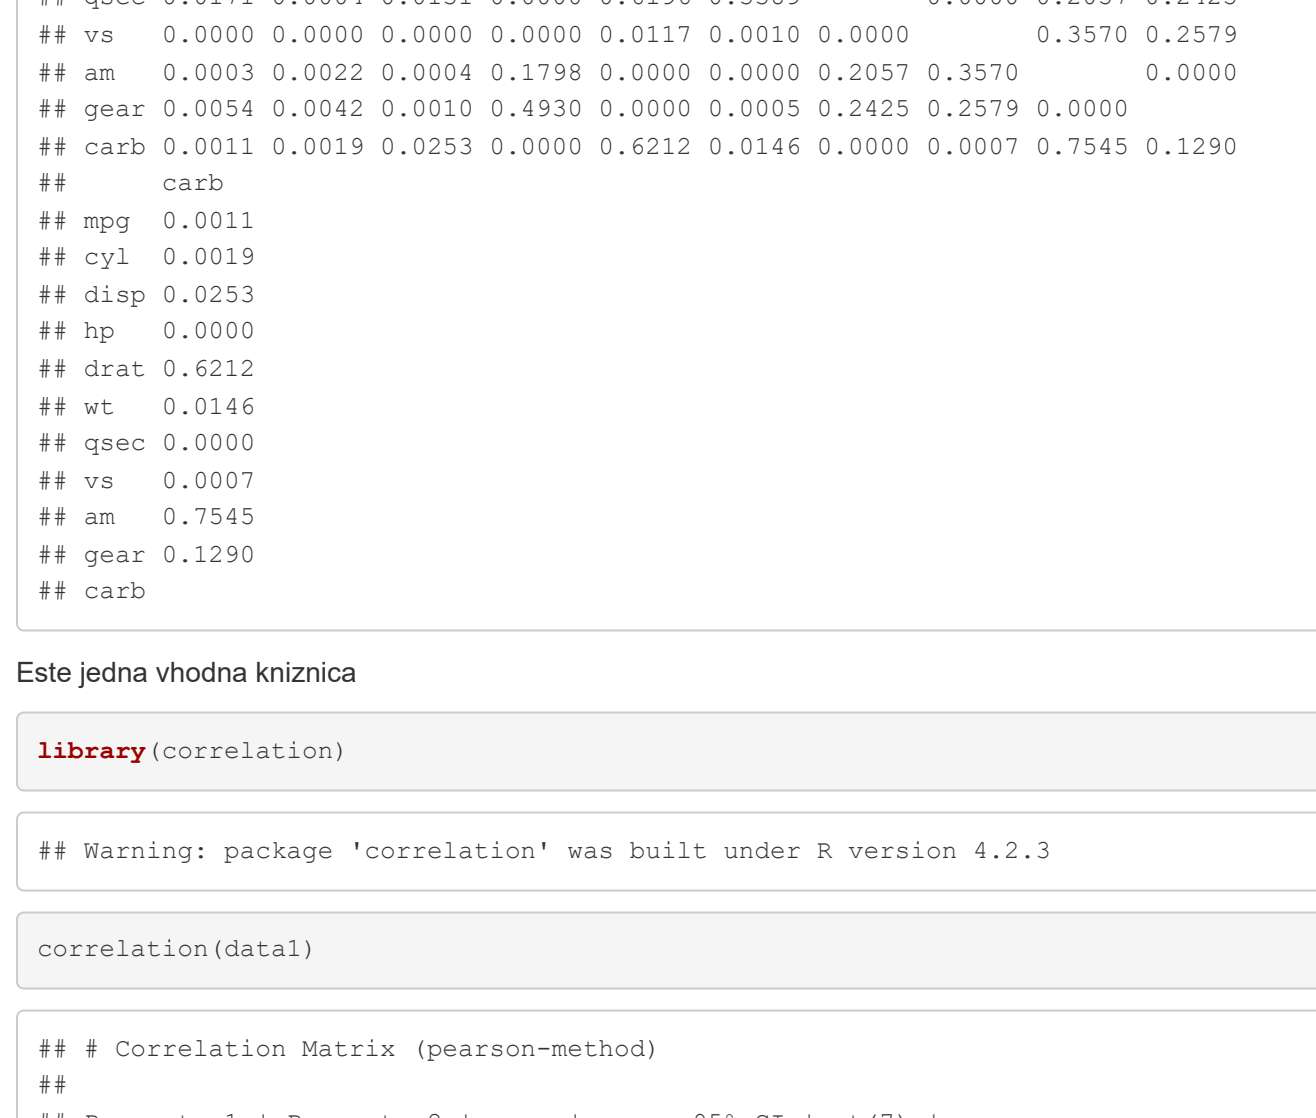 ## vs   0.0000 0.0000 0.0000 0.0000 0.0117 0.0010 0.0000        0.3570 0.2579
## am   0.0003 0.0022 0.0004 0.1798 0.0000 0.0000 0.2057 0.3570        0.0000
## gear 0.0054 0.0042 0.0010 0.4930 0.0000 0.0005 0.2425 0.2579 0.0000
## carb 0.0011 0.0019 0.0253 0.0000 0.6212 0.0146 0.0000 0.0007 0.7545 0.1290
##      carb
## mpg  0.0011
## cyl  0.0019
## disp 0.0253
## hp   0.0000
## drat 0.6212
## wt   0.0146
## qsec 0.0000
## vs   0.0007
## am   0.7545
## gear 0.1290
## carb
Este jedna vhodna kniznica
library(correlation)
## Warning: package 'correlation' was built under R version 4.2.3
correlation(data1)
## # Correlation Matrix (pearson-method)
##